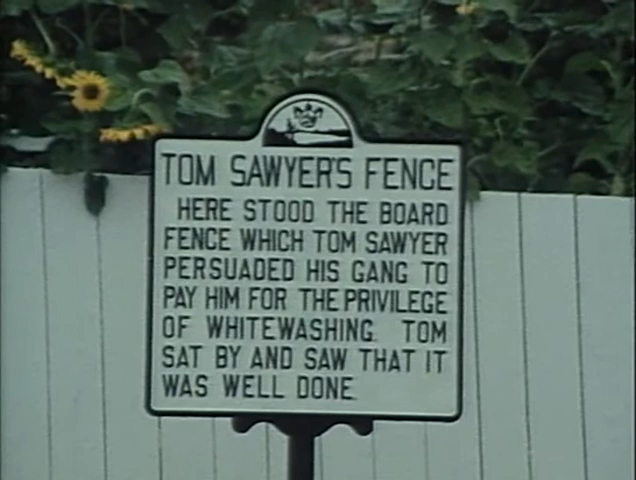 TOM SAWYER'S FENCE
HERE STOOD THE BOARD
FENCE WHICH TOM SAWYER
PERSUADED HIS GANG TO
PAY HIM FOR THE PRIVILEGE
OF WHITEWASHING. TOM
SAT BY AND SAW THAT IT
WAS WELL DONE.